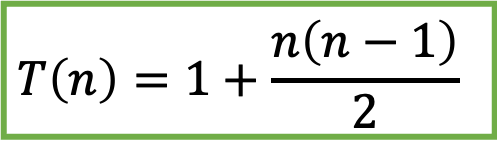 T(n) = 1 + n(n − 1)/2